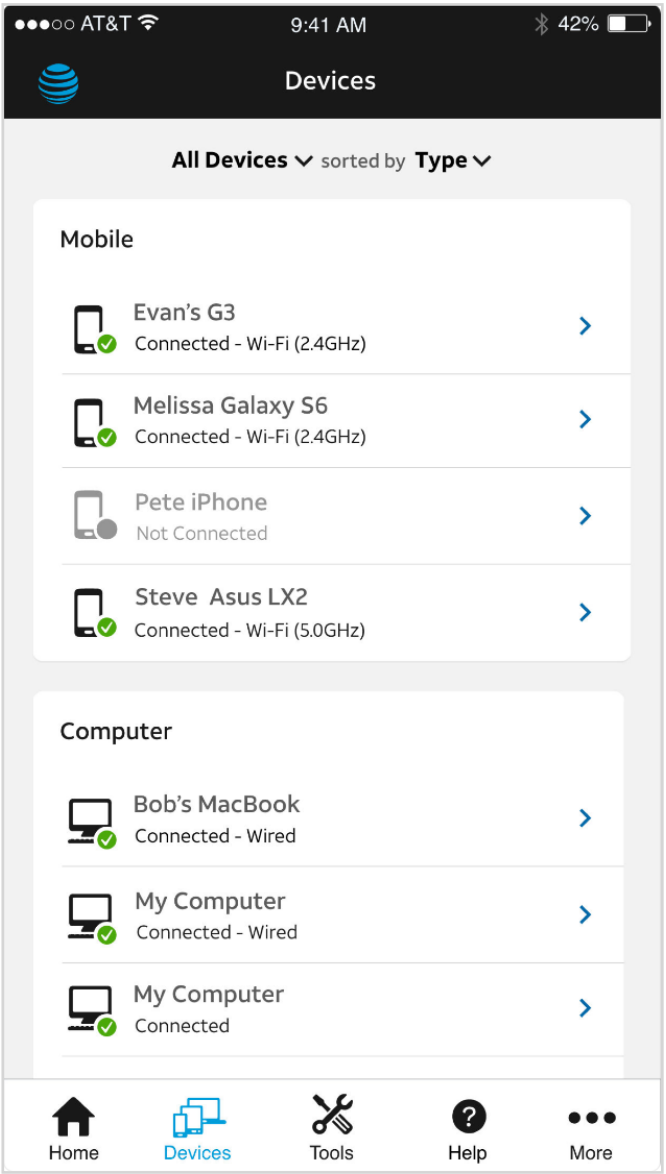 AT&T 9:41 AM 42%
Devices
All Devices sorted by Type
Mobile
Evan’s G3
Connected - Wi-Fi (2.4GHz)
Melissa Galaxy S6
Connected - Wi-Fi (2.4GHz)
Pete iPhone
Not Connected
Steve  Asus LX2
Connected - Wi-Fi (5.0GHz)
Computer
Bob’s MacBook
Connected - Wired
My Computer
Connected - Wired
My Computer
Connected
Home Devices Tools Help More